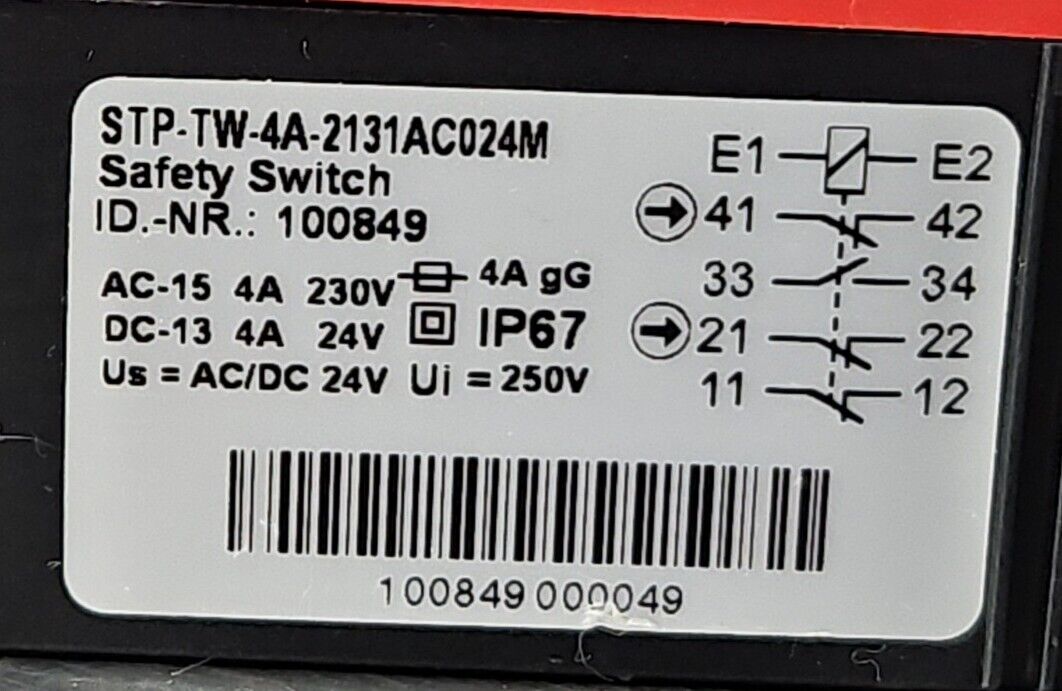 STP-TW-4A-2131AC024M
Safety Switch
ID.-NR.: 100849
AC-15 4A 230V 4A gG
DC-13 4A 24V IP67
Us = AC/DC 24V Ui = 250V
E1 E2
41 42
33 34
21 22
11 12
100849 000049